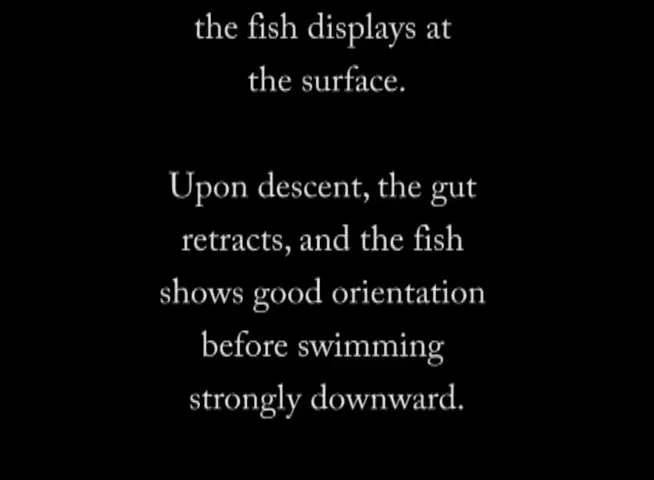 the fish displays at
the surface.
Upon descent, the gut
retracts, and the fish
shows good orientation
before swimming
strongly downward.